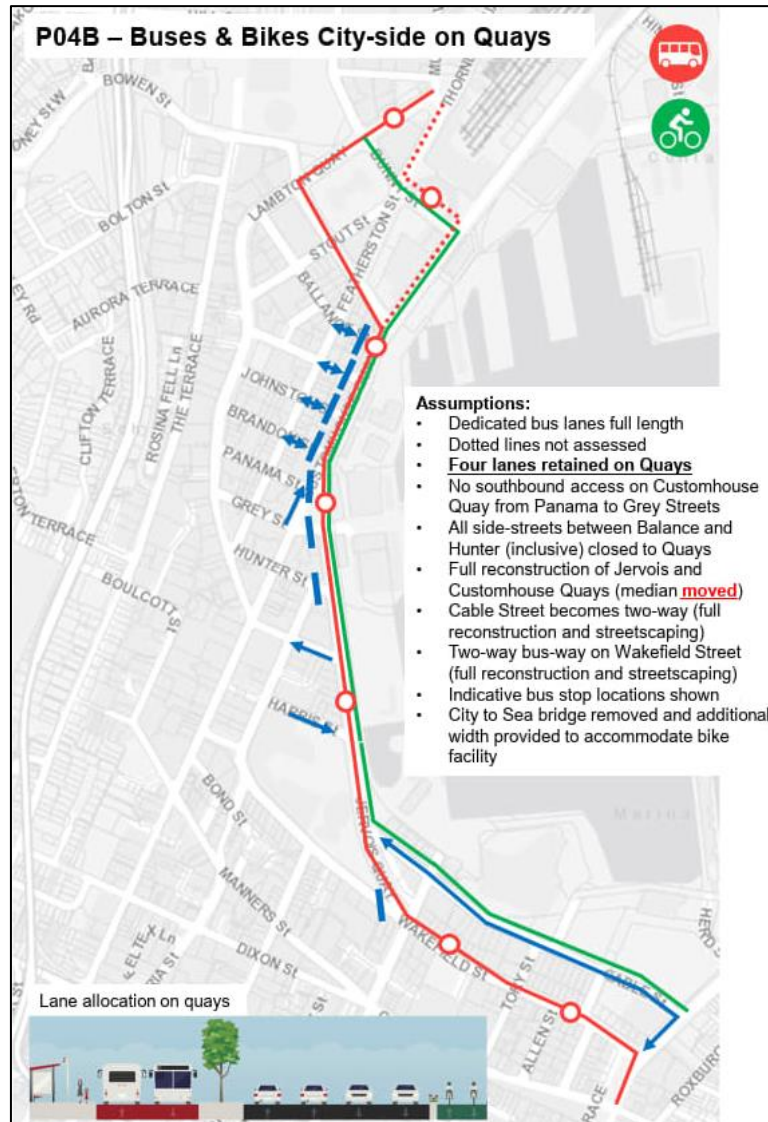 P04B – Buses & Bikes City-side on Quays
BOWEN ST
BOLTON ST
LAMBTON QUAY
BUNNY ST
STOUT ST
FEATHERSTON ST
AURORA TERRACE
CLIFTON TERRACE
ROSINA FELL Ln
THE TERRACE
JOHNSTON
BRANDON
PANAMA ST
GREY ST
HUNTER ST
BOULCOTT ST
HARRIS ST
BOND ST
JERVOIS QUAY
MANNERS ST
DIXON ST
WAKEFIELD ST
TORY ST
ALLEN ST
CABLE ST
Marina
Assumptions:
• Dedicated bus lanes full length
• Dotted lines not assessed
• Four lanes retained on Quays
• No southbound access on Customhouse
Quay from Panama to Grey Streets
• All side-streets between Balance and
Hunter (inclusive) closed to Quays
• Full reconstruction of Jervois and
Customhouse Quays (median moved)
• Cable Street becomes two-way (full
reconstruction and streetscaping)
• Two-way bus-way on Wakefield Street
(full reconstruction and streetscaping)
• Indicative bus stop locations shown
• City to Sea bridge removed and additional
width provided to accommodate bike
facility
Lane allocation on quays